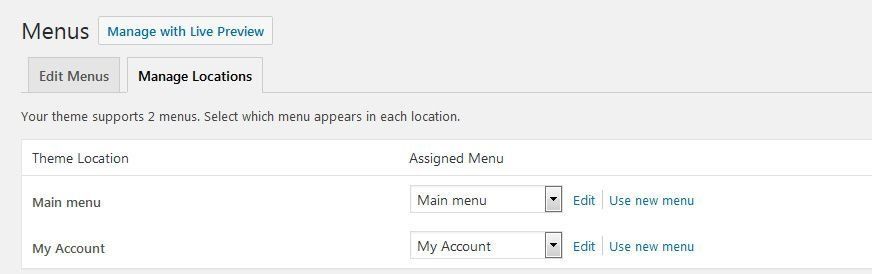 Menus Manage with Live Preview
Edit Menus Manage Locations
Your theme supports 2 menus. Select which menu appears in each location.
Theme Location Assigned Menu
Main menu Main menu Edit Use new menu
My Account My Account Edit Use new menu